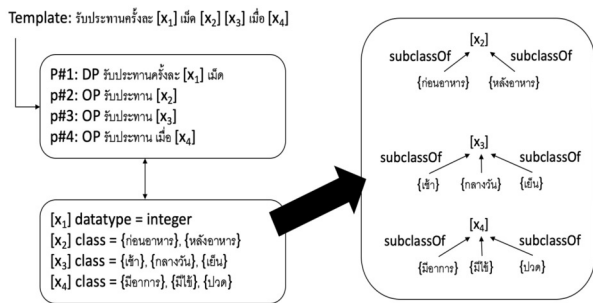 Template: รับประทานครั้งละ [x₁] เม็ด [x₂] [x₃] เมื่อ [x₄]
P#1: DP รับประทานครั้งละ [x₁] เม็ด
p#2: OP รับประทาน [x₂]
p#3: OP รับประทาน [x₃]
p#4: OP รับประทาน เมื่อ [x₄]
[x₁] datatype = integer
[x₂] class = {ก่อนอาหาร}, {หลังอาหาร}
[x₃] class = {เช้า}, {กลางวัน}, {เย็น}
[x₄] class = {มีอาการ}, {มีไข้}, {ปวด}
[x₂]
subclassOf subclassOf
{ก่อนอาหาร} {หลังอาหาร}
[x₃]
subclassOf subclassOf
{เช้า} {กลางวัน} {เย็น}
[x₄]
subclassOf subclassOf
{มีอาการ} {มีไข้} {ปวด}